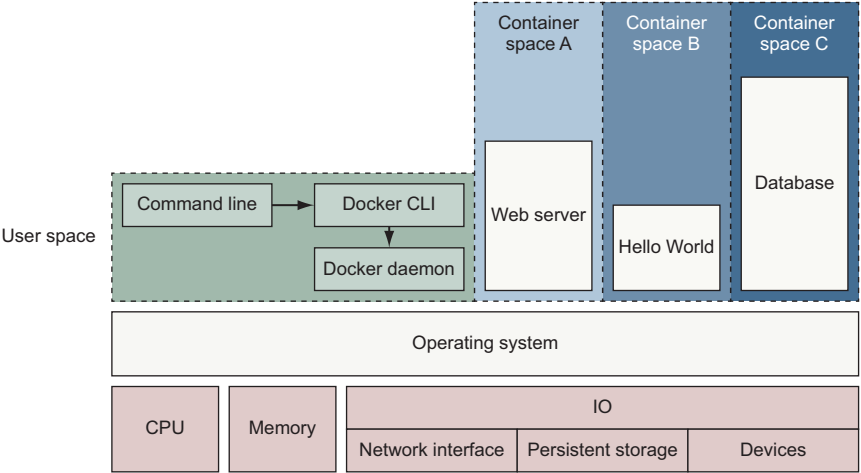 Container
space A
Container
space B
Container
space C
Command line
Docker CLI
Docker daemon
User space
Web server
Hello World
Database
Operating system
CPU
Memory
IO
Network interface
Persistent storage
Devices